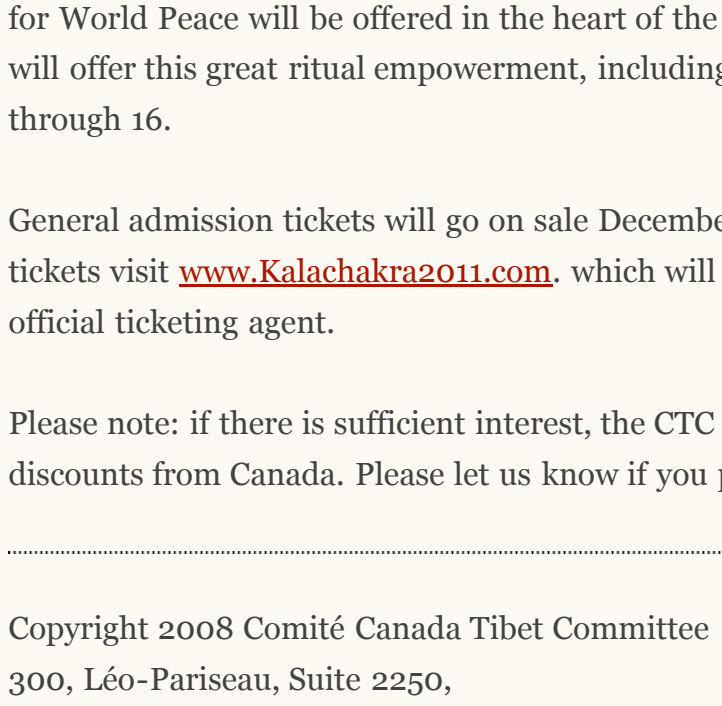 for World Peace will be offered in the heart of the
will offer this great ritual empowerment, including
through 16.
General admission tickets will go on sale
tickets visit www.Kalachakra2011.com. which will
official ticketing agent.
Please note: if there is sufficient interest, the CTC
discounts from Canada. Please let us know if you
Copyright 2008 Comité Canada Tibet Committee
300, Léo-Pariseau, Suite 2250,